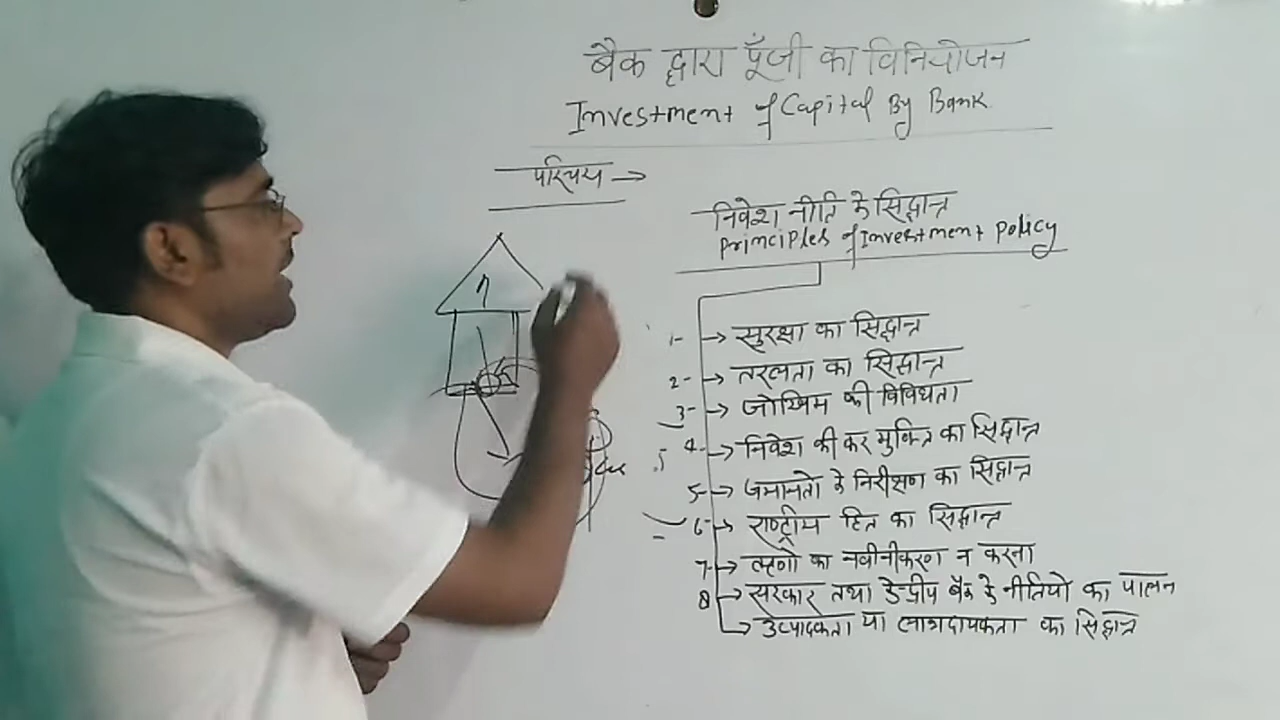 बैंक द्वारा पूँजी का विनियोजन
Investment of Capital By Bank
परिचय →
निवेश नीति के सिद्धान्त
Principles of Investment Policy
1- → सुरक्षा का सिद्धान्त
2- → तरलता का सिद्धान्त
3- → जोखिम की विविधता
4- → निवेश की कर मुक्ति का सिद्धान्त
5- → जमानतो के निरीक्षण का सिद्धान्त
6- → राष्ट्रीय हित का सिद्धान्त
7- → ऋणो का नवीनीकरण न करना
8 → सरकार तथा केन्द्रीय बैंक के नीतियो का पालन
→ उत्पादकता या लाभदायकता का सिद्धान्त